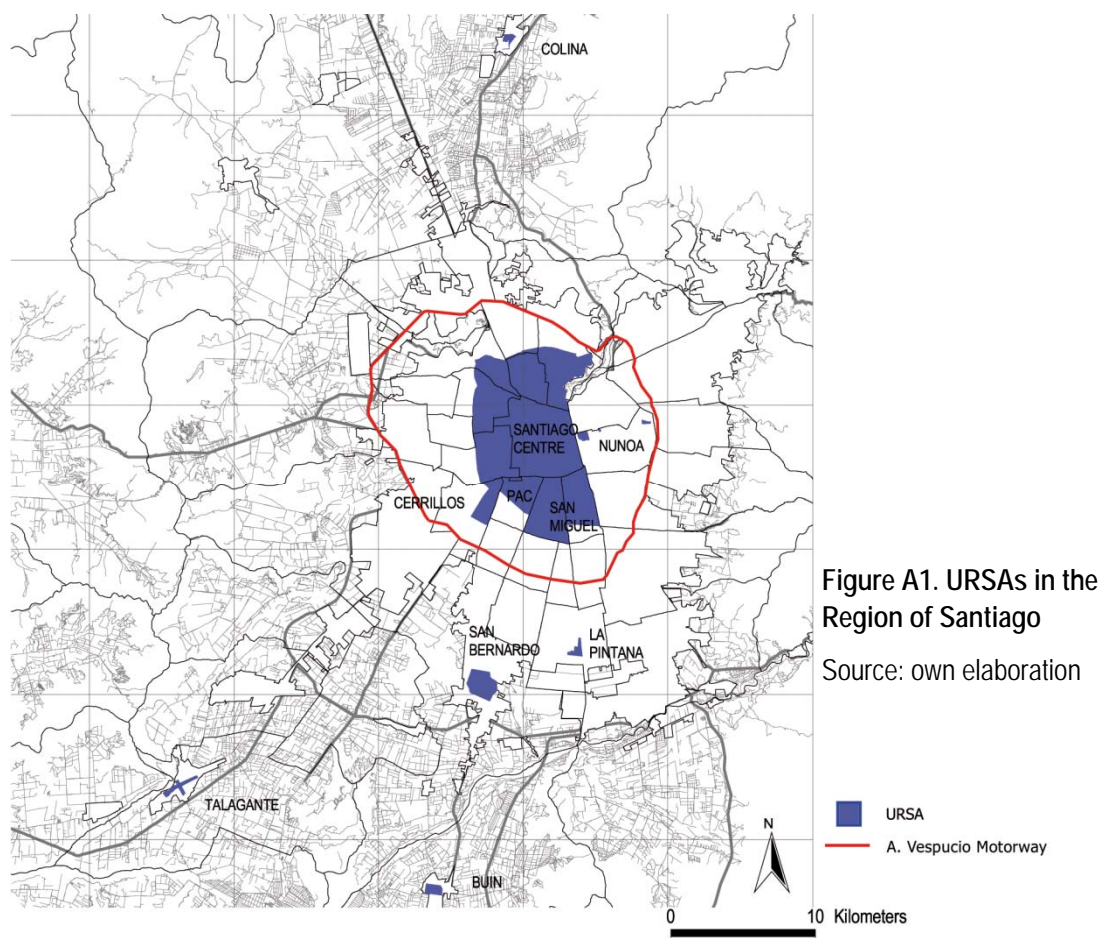 COLINA
SANTIAGO
CENTRE
NUNOA
CERRILLOS
PAC
SAN
MIGUEL
SAN
BERNARDO
LA
PINTANA
TALAGANTE
BUIN
Figure A1. URSAs in the
Region of Santiago
Source: own elaboration
URSA
A. Vespucio Motorway
N
0 10 Kilometers